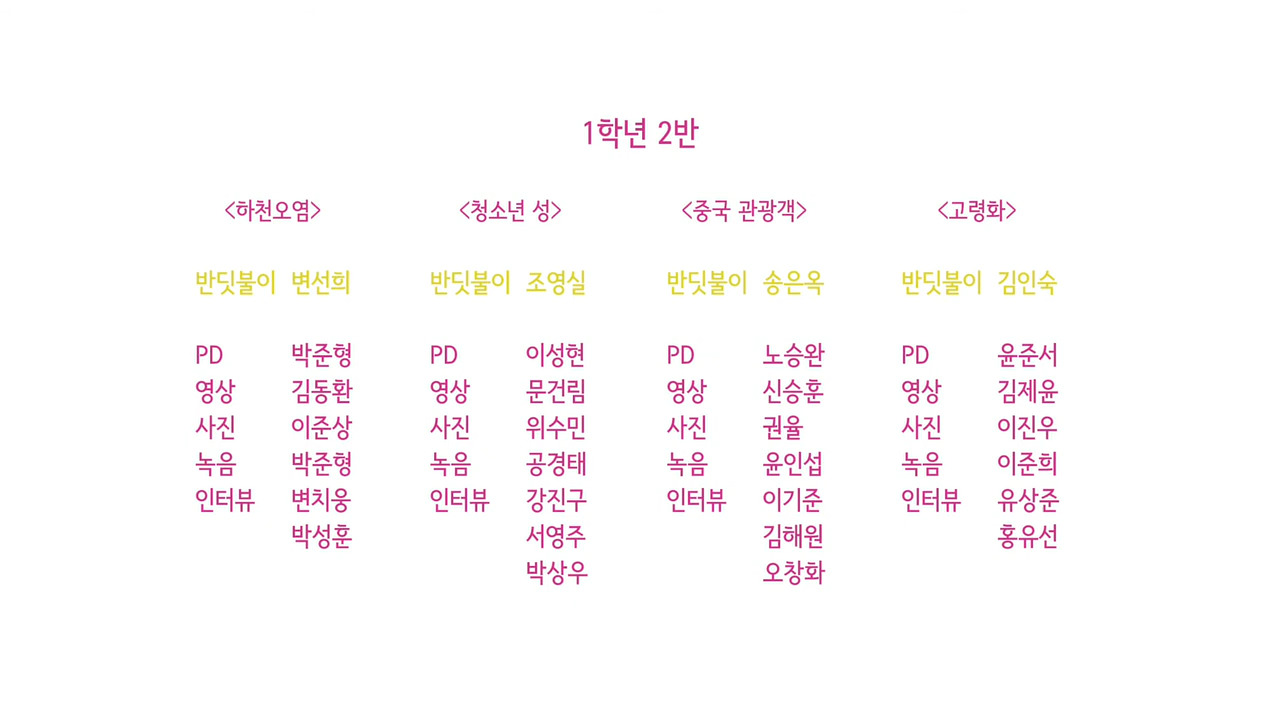 1학년 2반
<하천오염> <청소년 성> <중국 관광객> <고령화>
반딧불이 변선희 반딧불이 조영실 반딧불이 송은옥 반딧불이 김인숙
PD 박준형 PD 이성현 PD 노승완 PD 윤준서
영상 김동환 영상 문건림 영상 신승훈 영상 김제윤
사진 이준상 사진 위수민 사진 권율 사진 이진우
녹음 박준형 녹음 공경태 녹음 윤인섭 녹음 이준희
인터뷰 변치웅 인터뷰 강진구 인터뷰 이기준 인터뷰 유상준
박성훈 서영주 김해원 홍유선
박상우 오창화